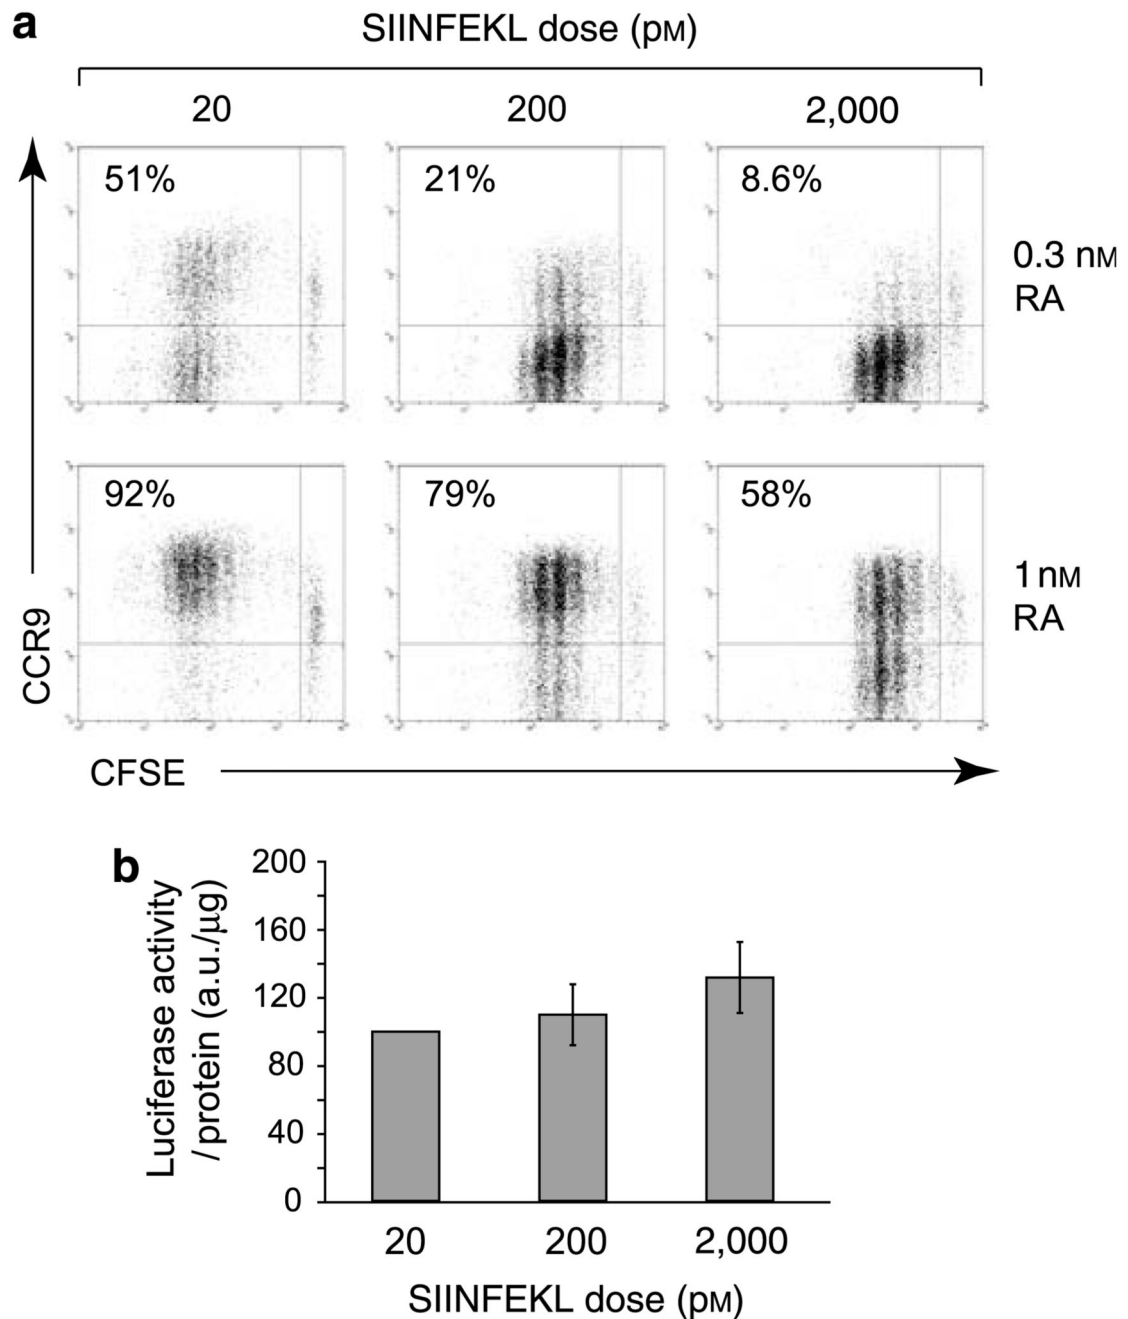 a
SIINFEKL dose (pM)
20 200 2,000
51% 21% 8.6%
0.3 nM
RA
92% 79% 58%
1 nM
RA
CCR9
CFSE
b
Luciferase activity
/protein (a.u./μg)
200
160
120
80
40
0
20 200 2,000
SIINFEKL dose (pM)